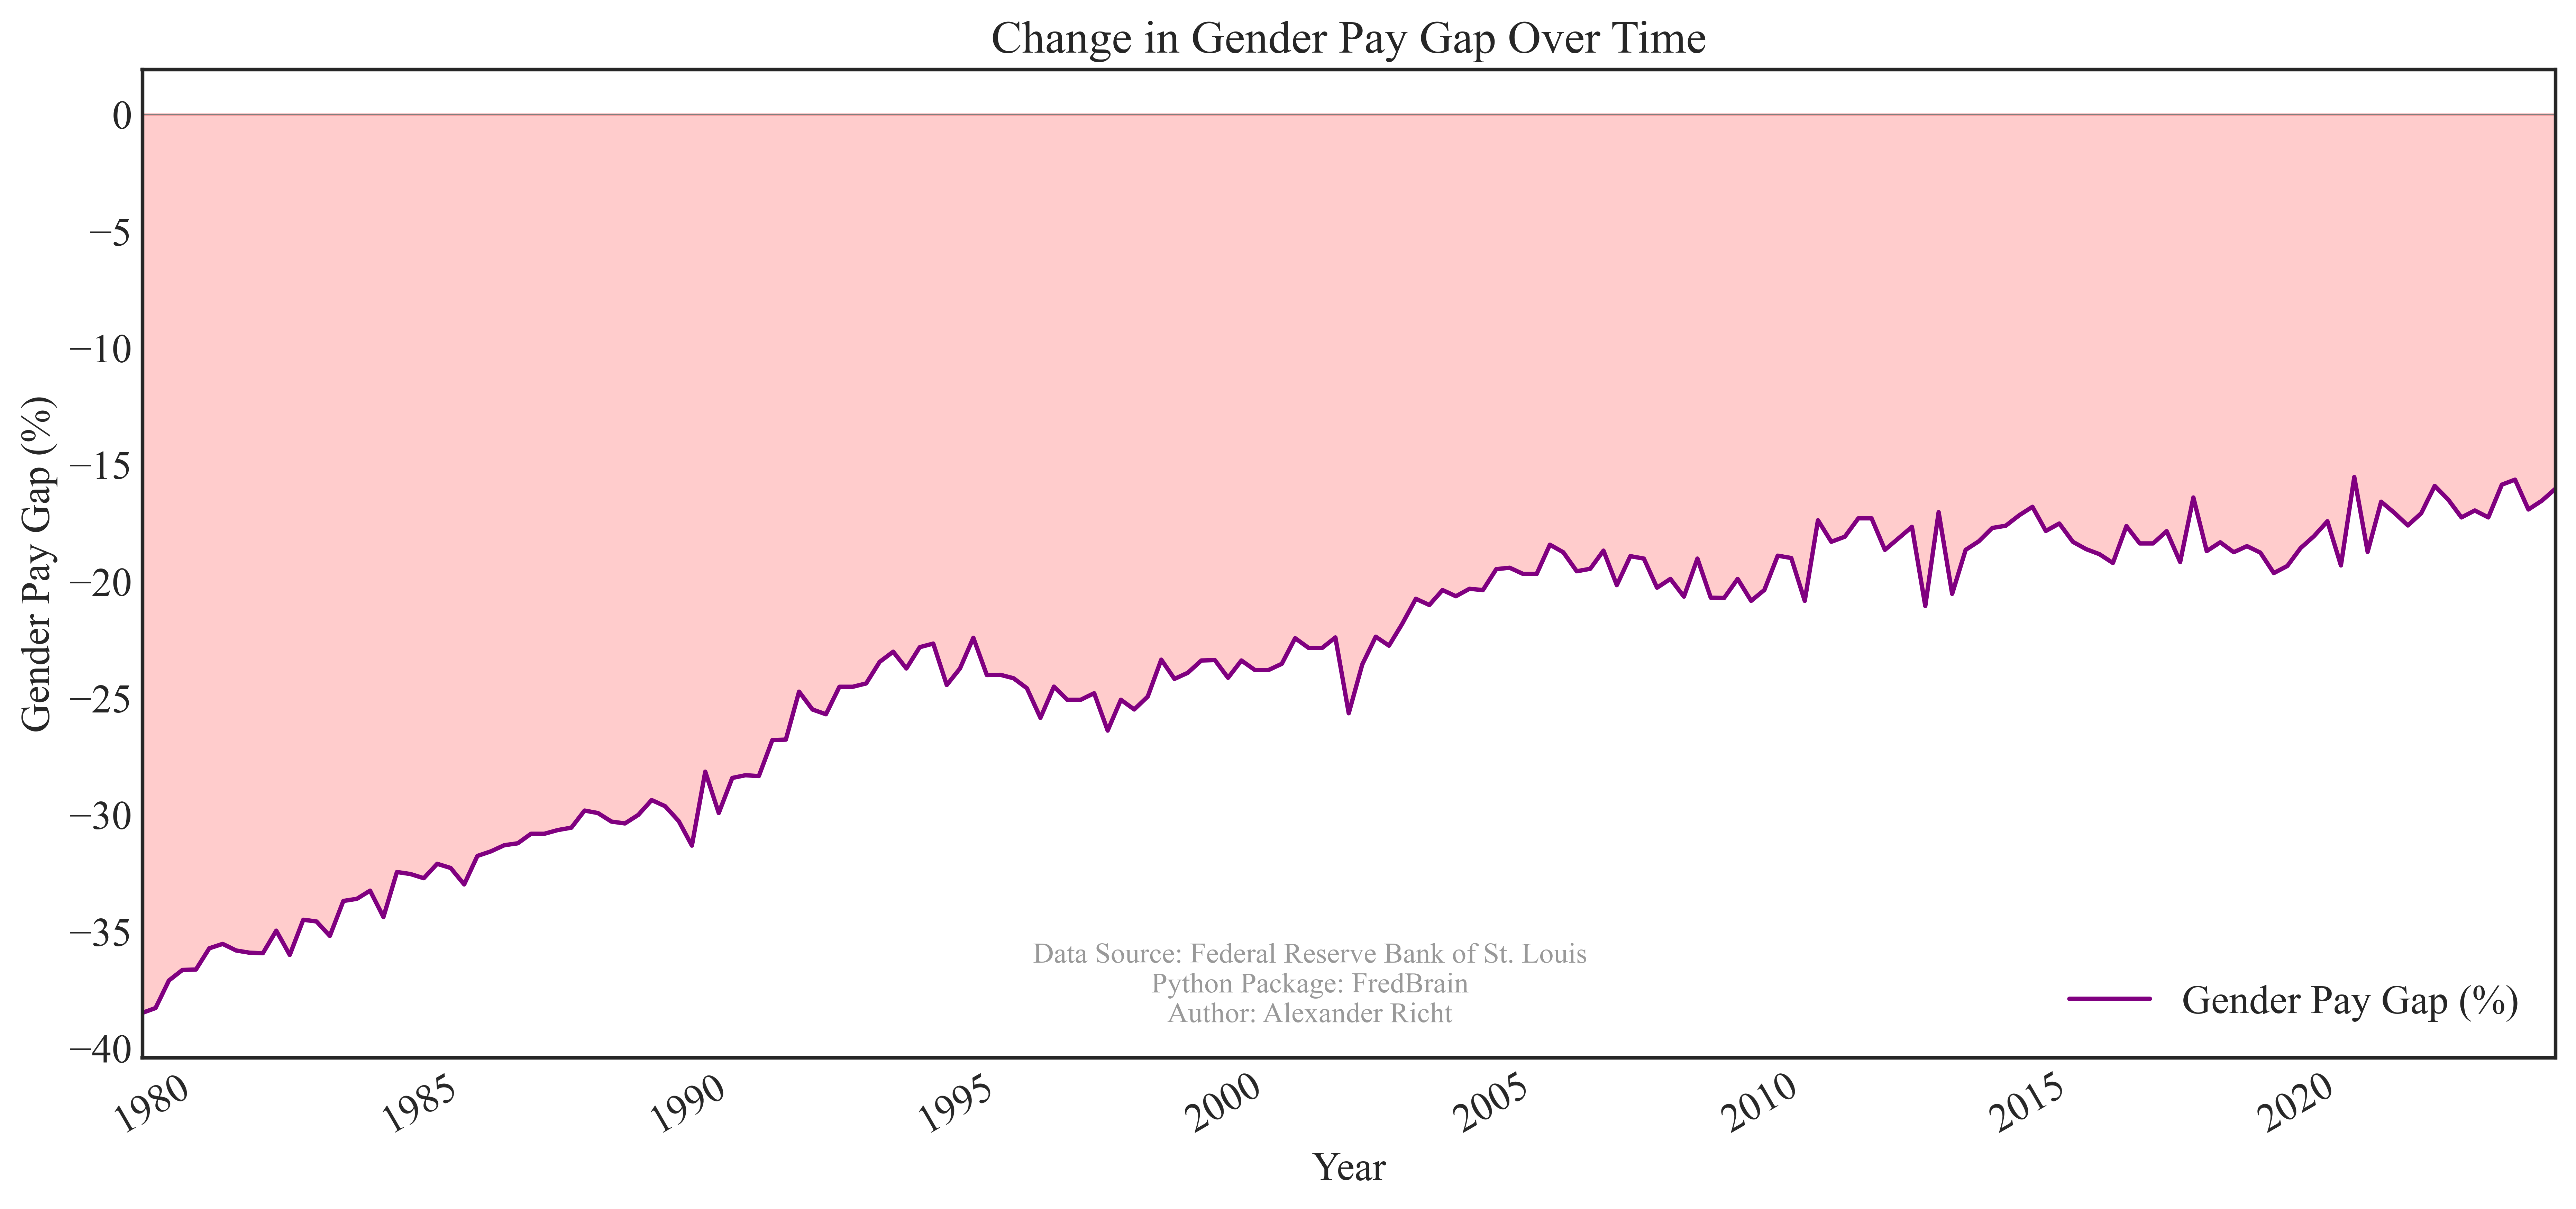 Change in Gender Pay Gap Over Time
0
−5
−10
−15
−20
−25
−30
−35
−40
Gender Pay Gap (%)
Data Source: Federal Reserve Bank of St. Louis
Python Package: FredBrain
Author: Alexander Richt
Gender Pay Gap (%)
1980 1985 1990 1995 2000 2005 2010 2015 2020
Year